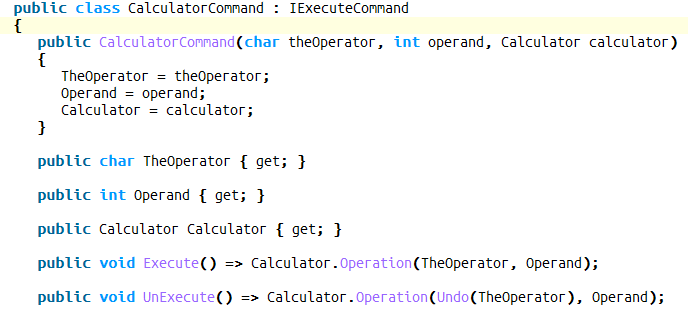 public class CalculatorCommand : IExecuteCommand
{
public CalculatorCommand(char theOperator, int operand, Calculator calculator)
{
TheOperator = theOperator;
Operand = operand;
Calculator = calculator;
}
public char TheOperator { get; }
public int Operand { get; }
public Calculator Calculator { get; }
public void Execute() => Calculator.Operation(TheOperator, Operand);
public void UnExecute() => Calculator.Operation(Undo(TheOperator), Operand);